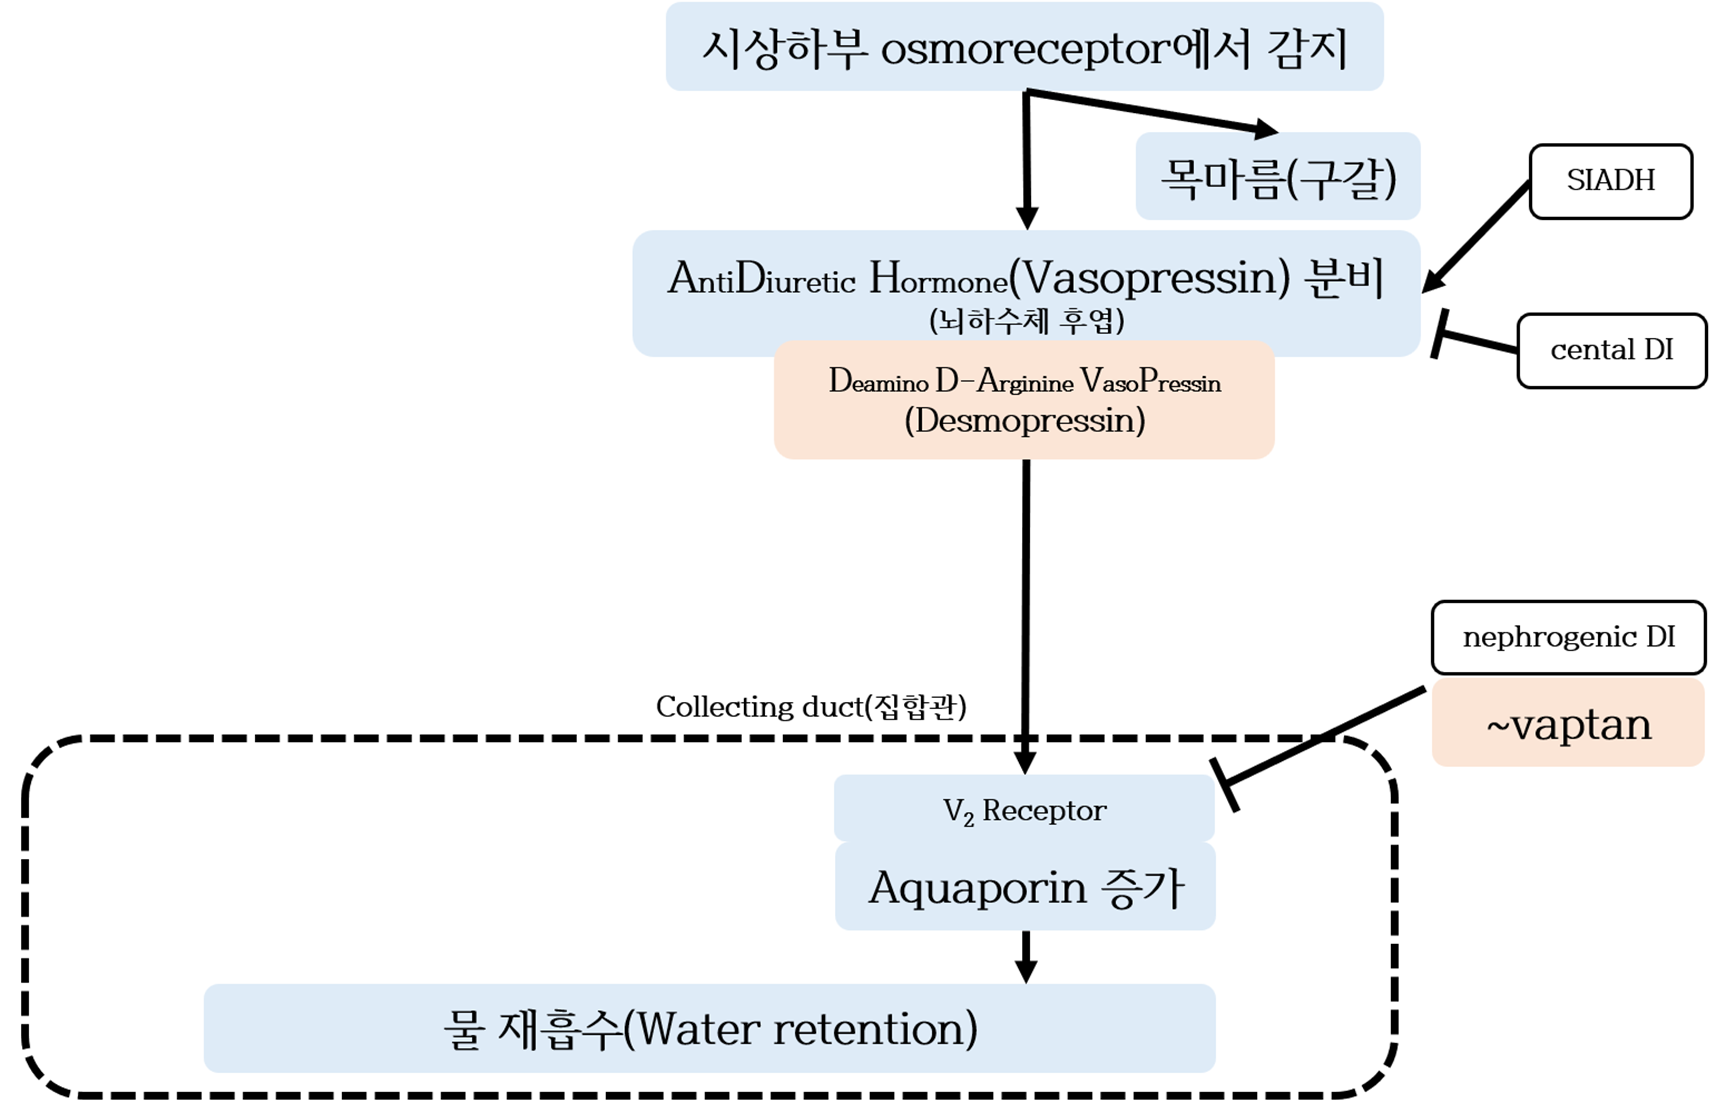 시상하부 osmoreceptor에서 감지
목마름(구갈)
SIADH
AntiDiuretic Hormone(Vasopressin) 분비
(뇌하수체 후엽)
cental DI
Deamino D-Arginine VasoPressin
(Desmopressin)
nephrogenic DI
~vaptan
Collecting duct(집합관)
V₂ Receptor
Aquaporin 증가
물 재흡수(Water retention)